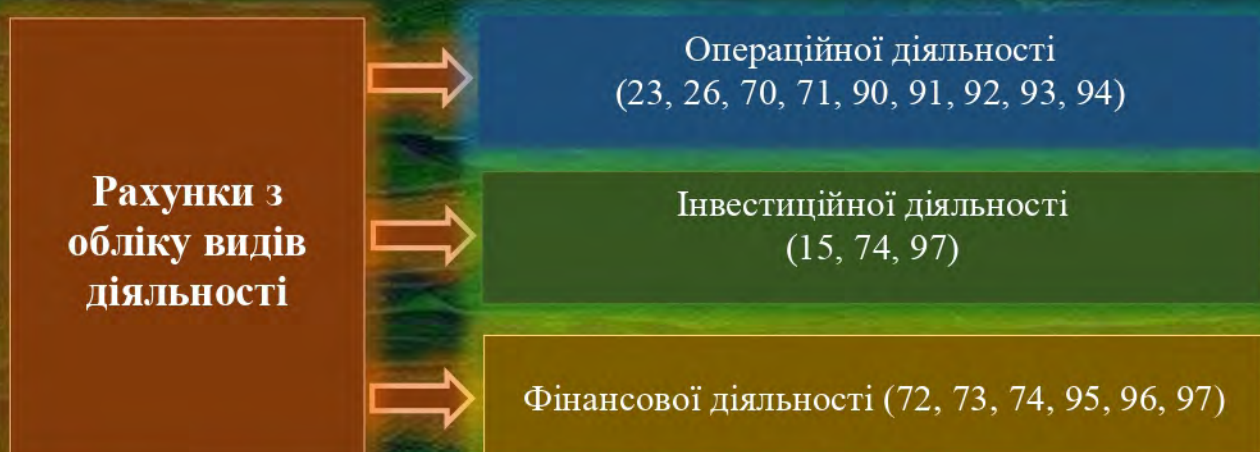 Рахунки з
обліку видів
діяльності
Операційної діяльності
(23, 26, 70, 71, 90, 91, 92, 93, 94)
Інвестиційної діяльності
(15, 74, 97)
Фінансової діяльності (72, 73, 74, 95, 96, 97)